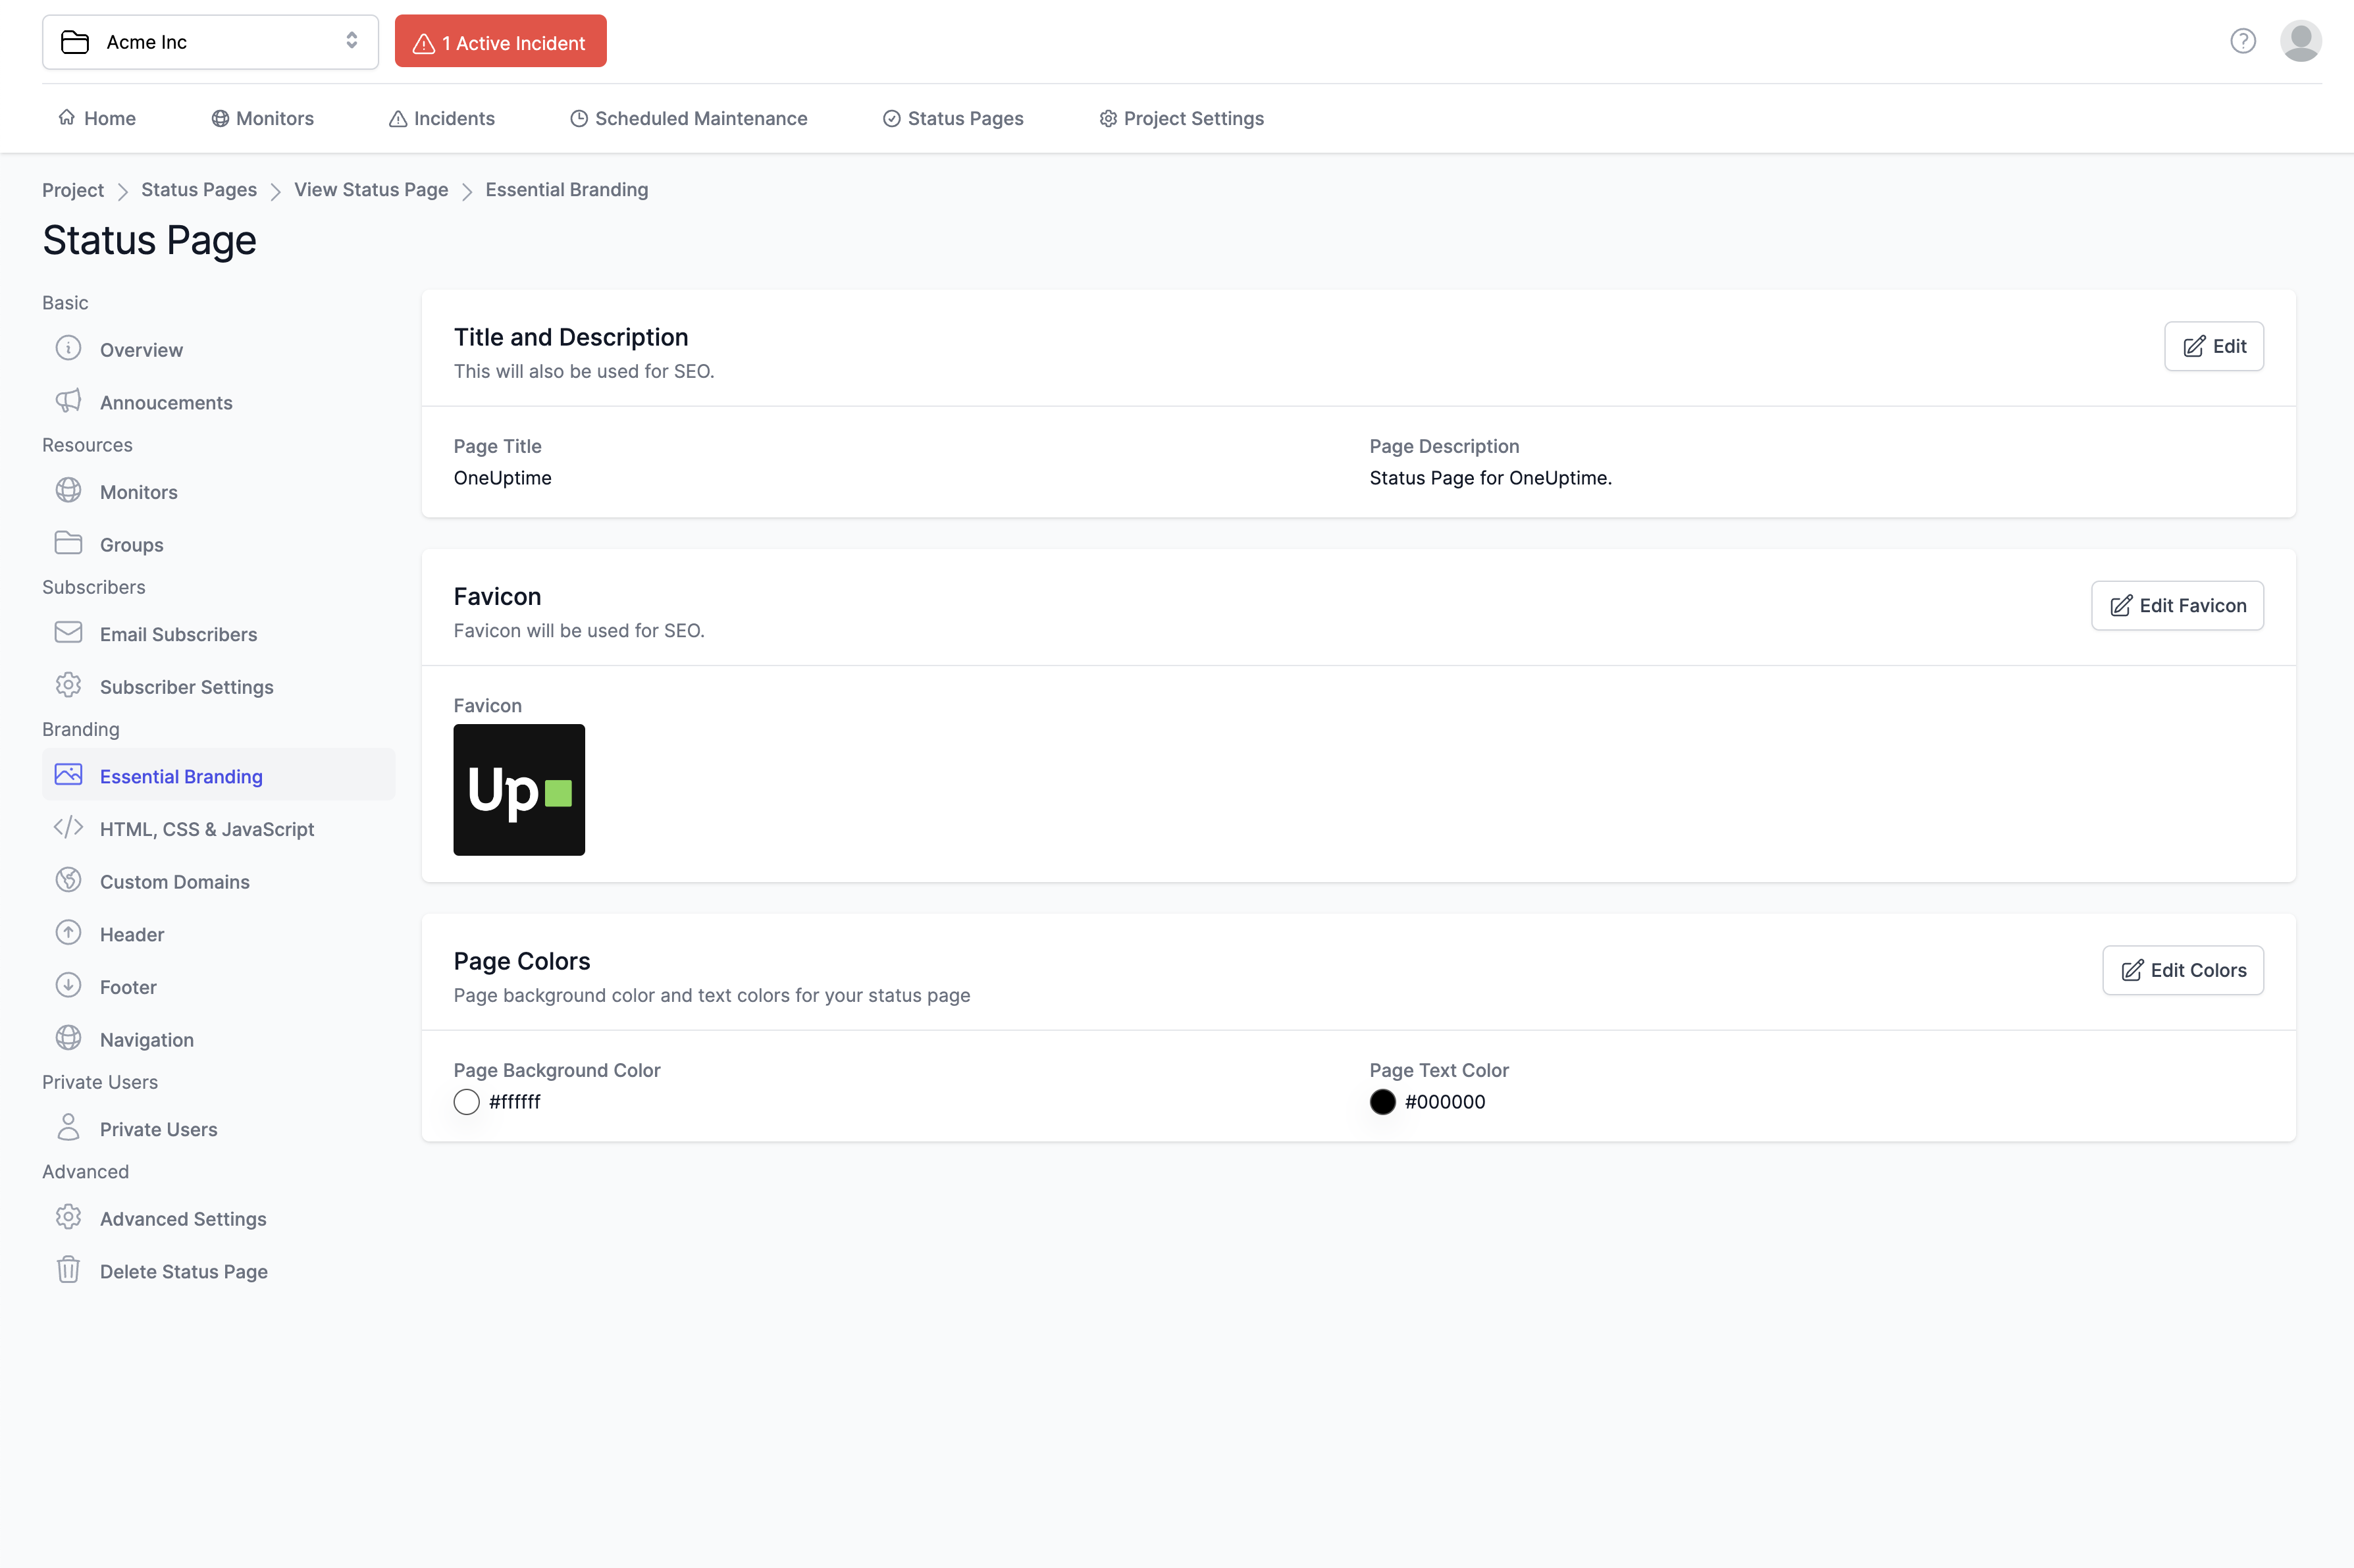 Acme Inc
1 Active Incident
Home Monitors Incidents Scheduled Maintenance Status Pages Project Settings
Project Status Pages View Status Page Essential Branding
Status Page
Basic
Overview
Annoucements
Resources
Monitors
Groups
Subscribers
Email Subscribers
Subscriber Settings
Branding
Essential Branding
HTML, CSS & JavaScript
Custom Domains
Header
Footer
Navigation
Private Users
Private Users
Advanced
Advanced Settings
Delete Status Page
Title and Description
This will also be used for SEO.
Edit
Page Title
OneUptime
Page Description
Status Page for OneUptime.
Favicon
Favicon will be used for SEO.
Edit Favicon
Favicon
Up
Page Colors
Page background color and text colors for your status page
Edit Colors
Page Background Color
#ffffff
Page Text Color
#000000